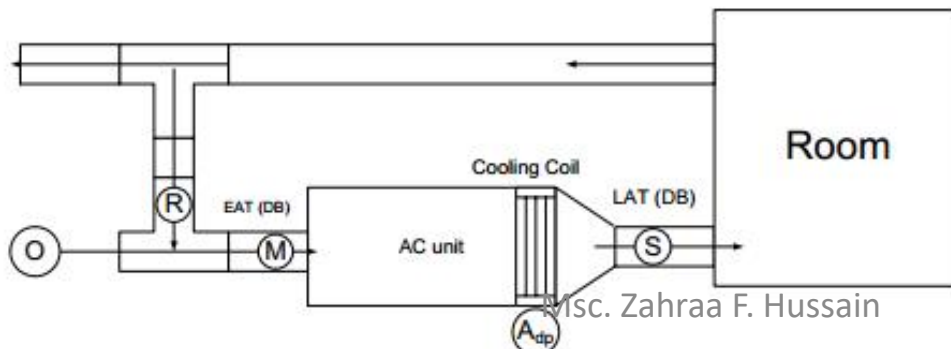 Room
Cooling Coil
R
EAT (DB)
LAT (DB)
O
M
AC unit
S
Msc. Zahraa F. Hussain
Adp